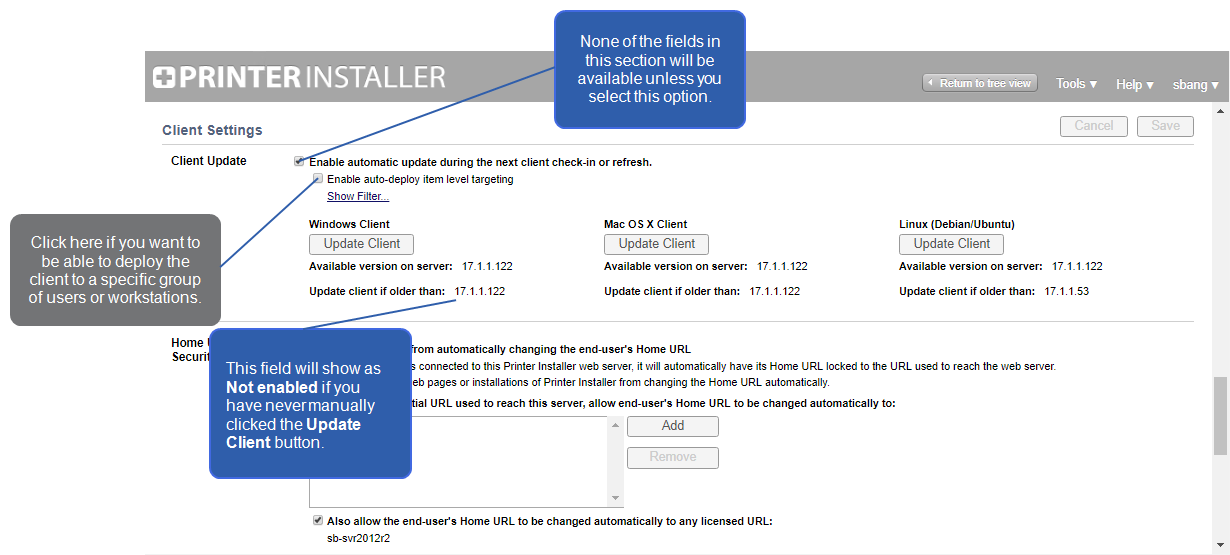 None of the fields in
this section will be
available unless you
select this option.
PRINTER INSTALLER
Return to free view
Tools
Help
sbang
Client Settings
Cancel
Save
Client Update
Enable automatic update during the next client check-in or refresh.
Enable auto-deploy item level targeting
Show Filter...
Click here if you want to
be able to deploy the
client to a specific group
of users or workstations.
Windows Client
Update Client
Available version on server: 17.1.1.122
Update client if older than: 17.1.1.122
Mac OS X Client
Update Client
Available version on server: 17.1.1.122
Update client if older than: 17.1.1.122
Linux (Debian/Ubuntu)
Update Client
Available version on server: 17.1.1.122
Update client if older than: 17.1.1.53
This field will show as
Not enabled if you
have never manually
clicked the Update
Client button.
Home
Securit
from automatically changing the end-user's Home URL
s connected to this Printer Installer web server, it will automatically have its Home URL locked to the URL used to reach the web server.
eb pages or installations of Printer Installer from changing the Home URL automatically.
tial URL used to reach this server, allow end-user's Home URL to be changed automatically to:
Add
Remove
Also allow the end-user's Home URL to be changed automatically to any licensed URL:
sb-svr2012r2